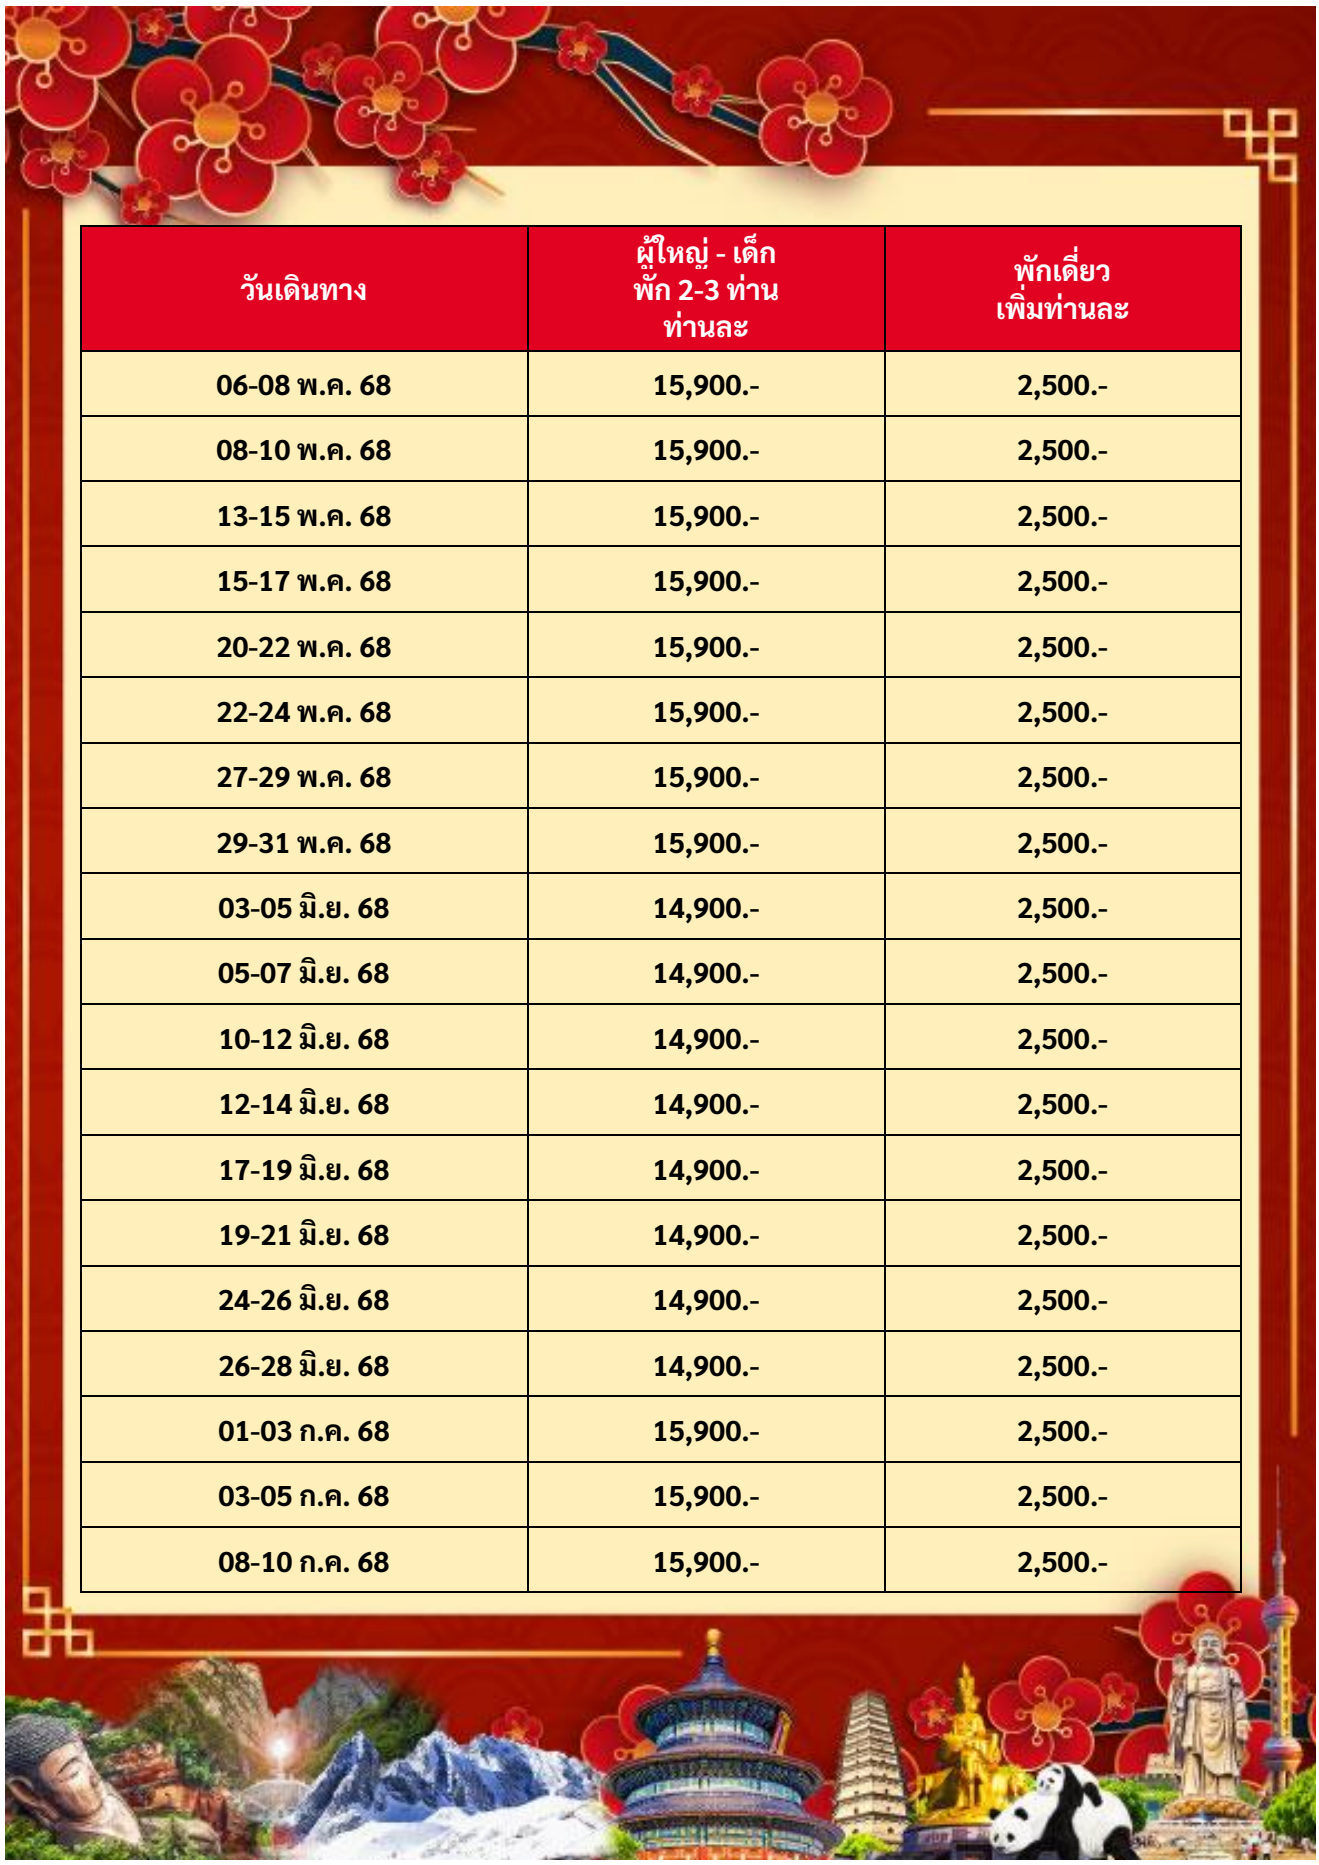 วันเดินทาง
ผู้ใหญ่ - เด็ก
พัก 2-3 ท่าน
ท่านละ
พักเดี่ยว
เพิ่มท่านละ
06-08 พ.ค. 68 15,900.- 2,500.-
08-10 พ.ค. 68 15,900.- 2,500.-
13-15 พ.ค. 68 15,900.- 2,500.-
15-17 พ.ค. 68 15,900.- 2,500.-
20-22 พ.ค. 68 15,900.- 2,500.-
22-24 พ.ค. 68 15,900.- 2,500.-
27-29 พ.ค. 68 15,900.- 2,500.-
29-31 พ.ค. 68 15,900.- 2,500.-
03-05 มิ.ย. 68 14,900.- 2,500.-
05-07 มิ.ย. 68 14,900.- 2,500.-
10-12 มิ.ย. 68 14,900.- 2,500.-
12-14 มิ.ย. 68 14,900.- 2,500.-
17-19 มิ.ย. 68 14,900.- 2,500.-
19-21 มิ.ย. 68 14,900.- 2,500.-
24-26 มิ.ย. 68 14,900.- 2,500.-
26-28 มิ.ย. 68 14,900.- 2,500.-
01-03 ก.ค. 68 15,900.- 2,500.-
03-05 ก.ค. 68 15,900.- 2,500.-
08-10 ก.ค. 68 15,900.- 2,500.-